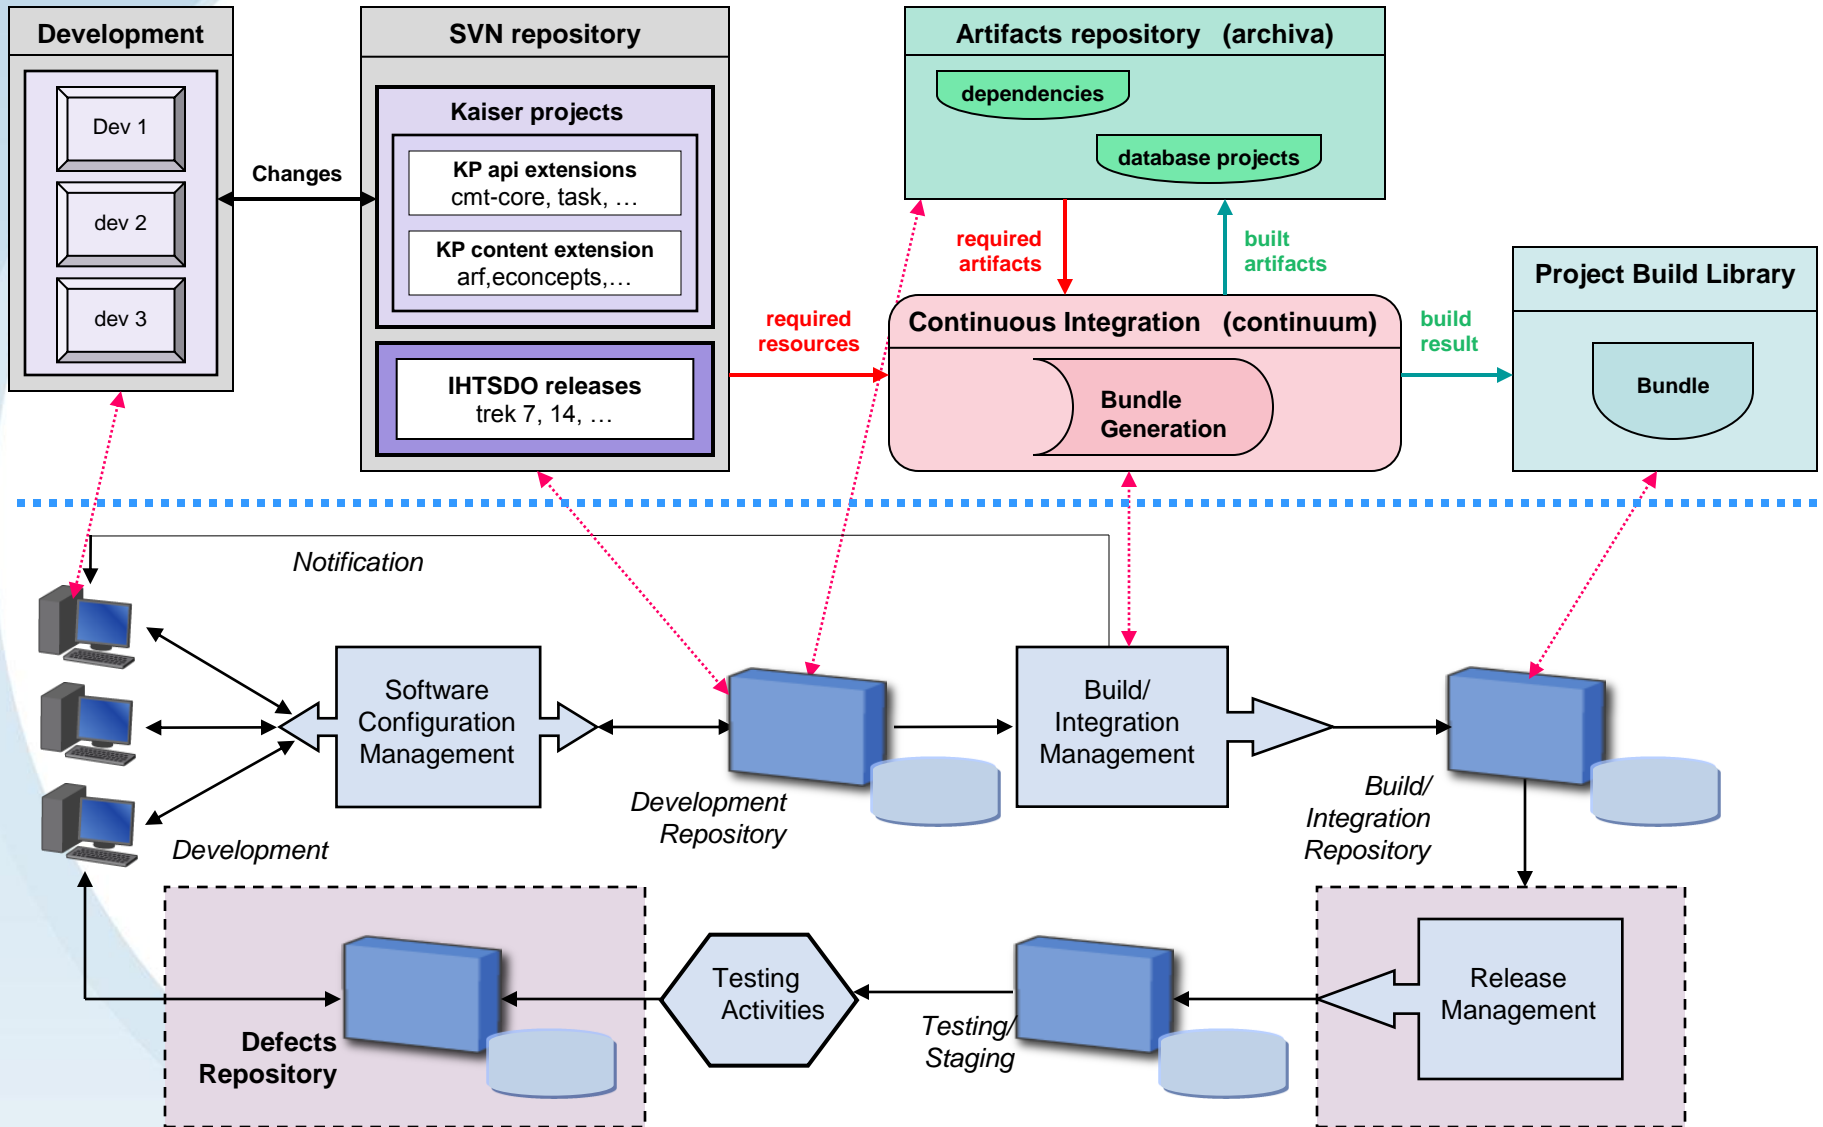 Development
Dev 1
dev 2
dev 3
Changes
SVN repository
Kaiser projects
KP api extensions
cmt-core, task, …
KP content extension
arf,econcepts,…
IHTSDO releases
trek 7, 14, …
required
resources
Artifacts repository (archiva)
dependencies
database projects
required
artifacts
built
artifacts
Continuous Integration (continuum)
Bundle
Generation
build
result
Project Build Library
Bundle
Notification
Software
Configuration
Management
Development
Development
Repository
Build/
Integration
Management
Build/
Integration
Repository
Release
Management
Testing/
Staging
Testing
Activities
Defects
Repository